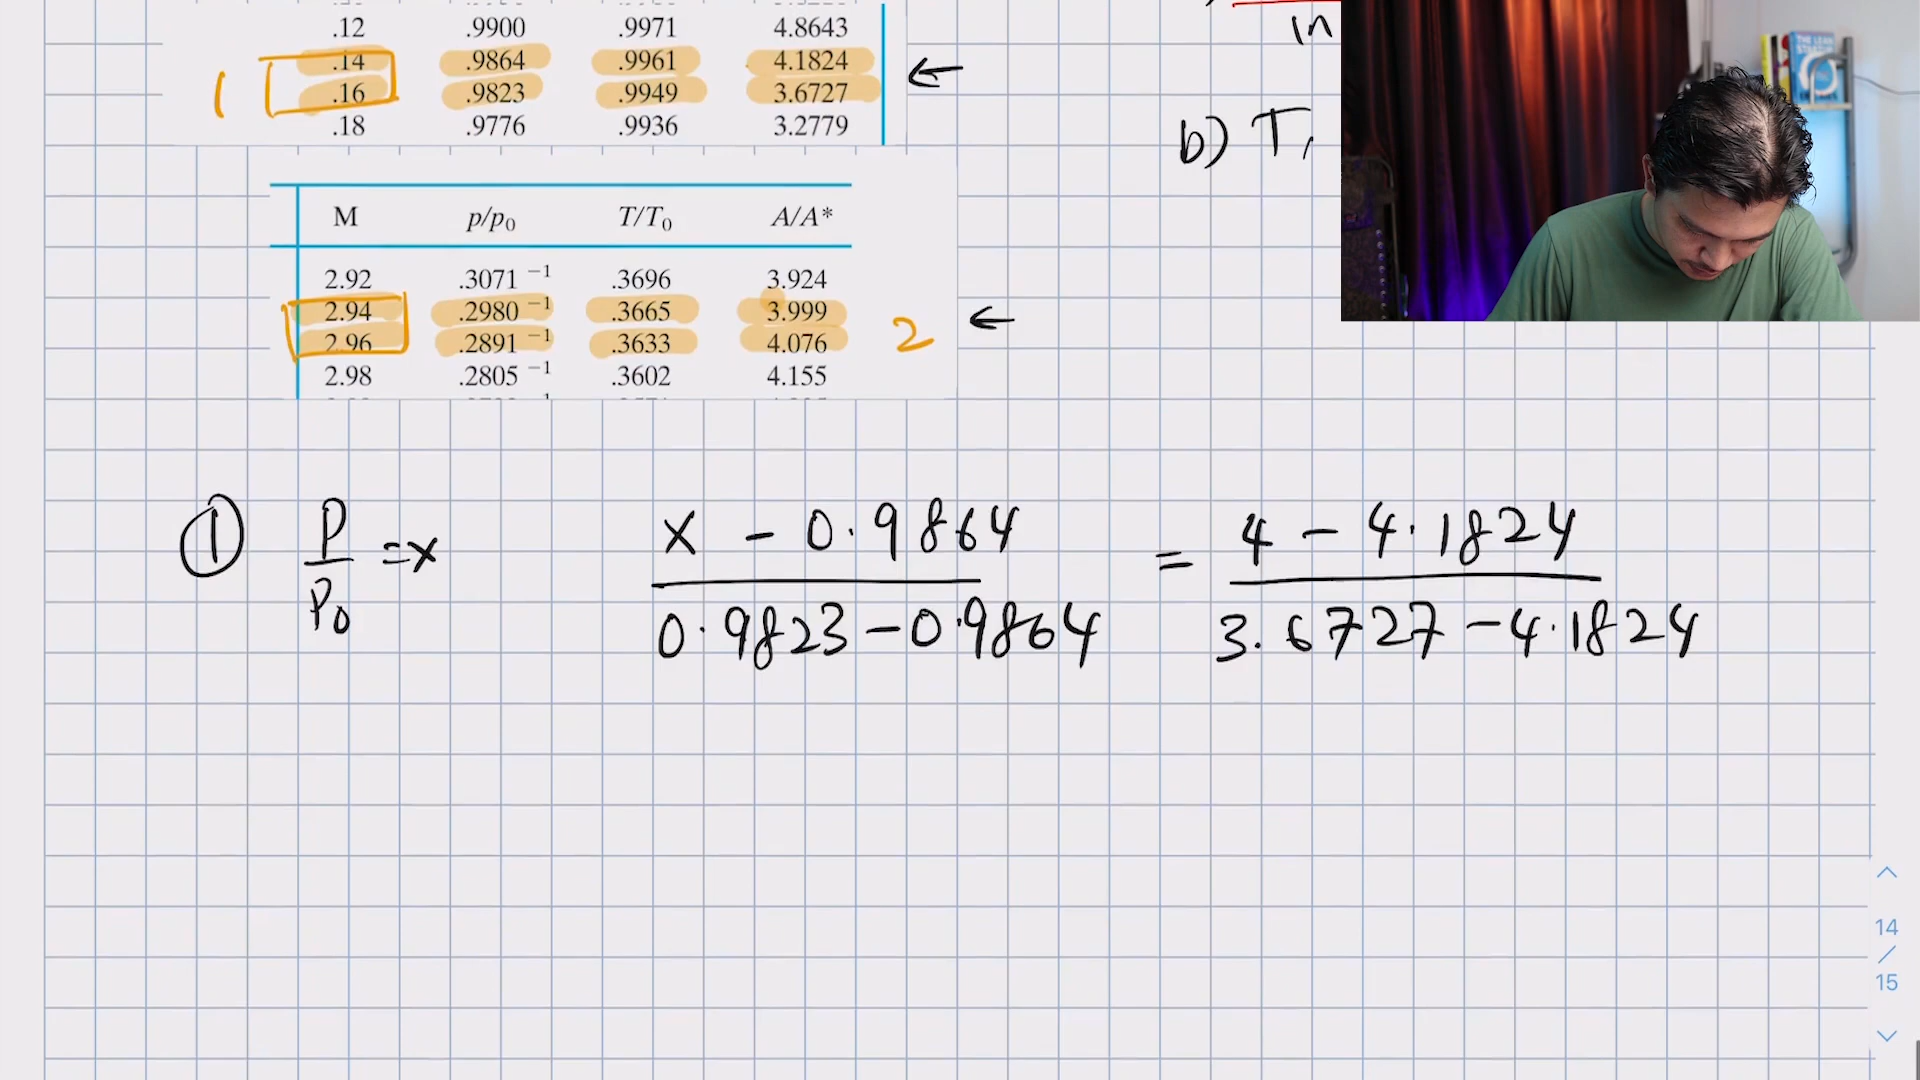 .12 .9900 .9971 4.8643
.14 .9864 .9961 4.1824
1 .16 .9823 .9949 3.6727
.18 .9776 .9936 3.2779
in
b) T,
THE LEAN
M p/p₀ T/T₀ A/A*
2.92 .3071 ⁻¹ .3696 3.924
2.94 .2980 ⁻¹ .3665 3.999
2.96 .2891 ⁻¹ .3633 4.076 2
2.98 .2805 ⁻¹ .3602 4.155
① P/P₀ = x
x - 0.9864 / 0.9823 - 0.9864 = 4 - 4.1824 / 3.6727 - 4.1824
14
/
15